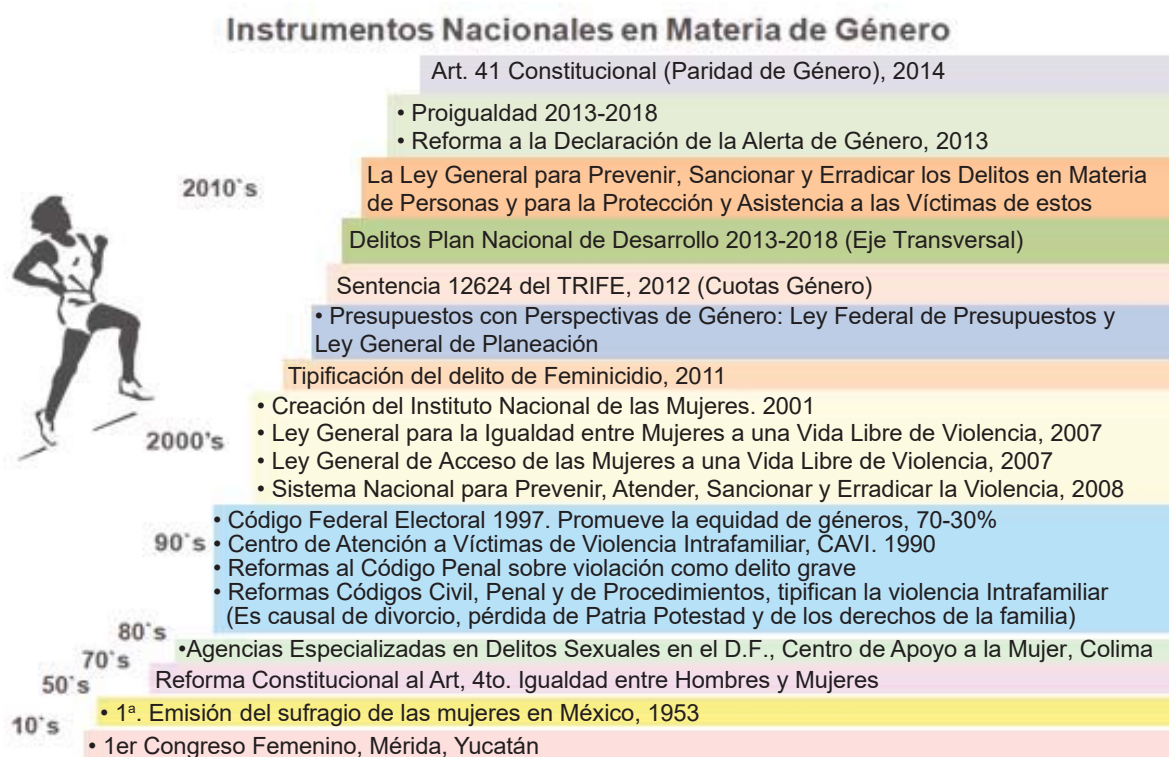 Instrumentos Nacionales en Materia de Género
Art. 41 Constitucional (Paridad de Género), 2014
• Proigualdad 2013-2018
• Reforma a la Declaración de la Alerta de Género, 2013
2010`s
La Ley General para Prevenir, Sancionar y Erradicar los Delitos en Materia
de Personas y para la Protección y Asistencia a las Víctimas de estos
Delitos Plan Nacional de Desarrollo 2013-2018 (Eje Transversal)
Sentencia 12624 del TRIFE, 2012 (Cuotas Género)
• Presupuestos con Perspectivas de Género: Ley Federal de Presupuestos y
Ley General de Planeación
Tipificación del delito de Feminicidio, 2011
2000's
• Creación del Instituto Nacional de las Mujeres. 2001
• Ley General para la Igualdad entre Mujeres a una Vida Libre de Violencia, 2007
• Ley General de Acceso de las Mujeres a una Vida Libre de Violencia, 2007
• Sistema Nacional para Prevenir, Atender, Sancionar y Erradicar la Violencia, 2008
90`s
• Código Federal Electoral 1997. Promueve la equidad de géneros, 70-30%
• Centro de Atención a Víctimas de Violencia Intrafamiliar, CAVI. 1990
• Reformas al Código Penal sobre violación como delito grave
• Reformas Códigos Civil, Penal y de Procedimientos, tipifican la violencia Intrafamiliar
(Es causal de divorcio, pérdida de Patria Potestad y de los derechos de la familia)
80`s
•Agencias Especializadas en Delitos Sexuales en el D.F., Centro de Apoyo a la Mujer, Colima
70`s
Reforma Constitucional al Art, 4to. Igualdad entre Hombres y Mujeres
50`s
• 1ª. Emisión del sufragio de las mujeres en México, 1953
10`s
• 1er Congreso Femenino, Mérida, Yucatán